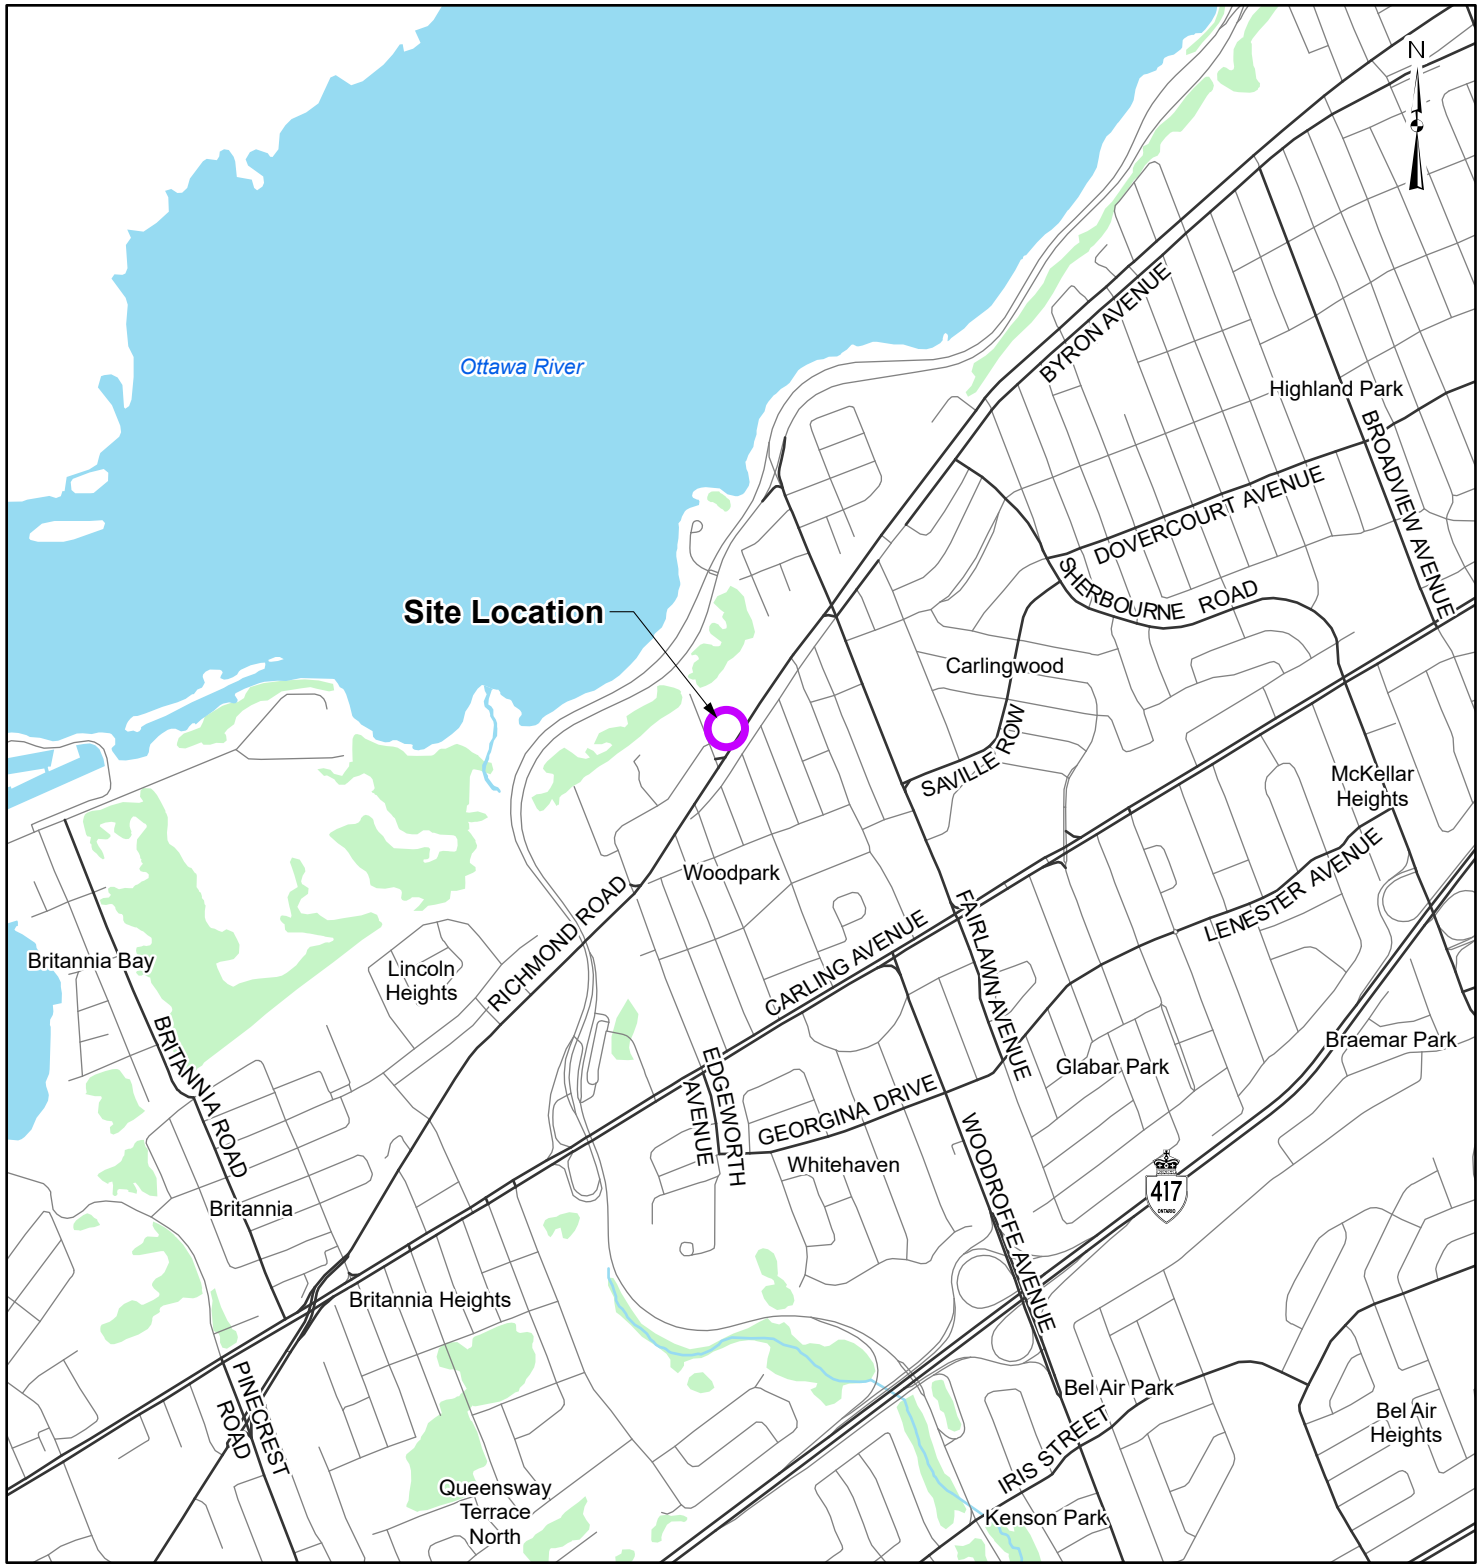 N
BYRON AVENUE
Ottawa River
Highland Park
BROADVIEW AVENUE
DOVERCOURT AVENUE
SHERBOURNE ROAD
Site Location
Carlingwood
SAVILLE ROW
McKellar
Heights
Woodpark
LENESTER AVENUE
RICHMOND ROAD
FAIRLAWN AVENUE
CARLING AVENUE
Britannia Bay
Lincoln
Heights
BRITANNIA ROAD
Braemar Park
Glabar Park
EDGEWORTH
AVENUE
GEORGINA DRIVE
Whitehaven
WOODROFFE AVENUE
417
ONTARIO
Britannia
Britannia Heights
PINECREST
ROAD
Bel Air Park
Bel Air
Heights
IRIS STREET
Queensway
Terrace
North
Kenson Park